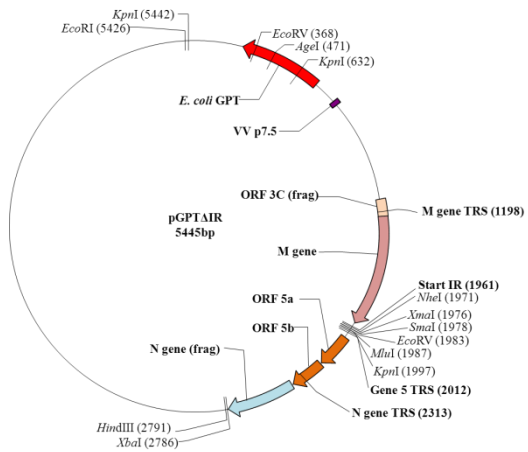 KpnI (5442)
EcoRI (5426)
EcoRV (368)
AgeI (471)
KpnI (632)
E. coli GPT
VV p7.5
ORF 3C (frag)
M gene TRS (1198)
pGPTΔIR
5445bp
M gene
Start IR (1961)
NheI (1971)
XmaI (1976)
SmaI (1978)
EcoRV (1983)
MluI (1987)
KpnI (1997)
Gene 5 TRS (2012)
ORF 5a
ORF 5b
N gene (frag)
N gene TRS (2313)
HindIII (2791)
XbaI (2786)